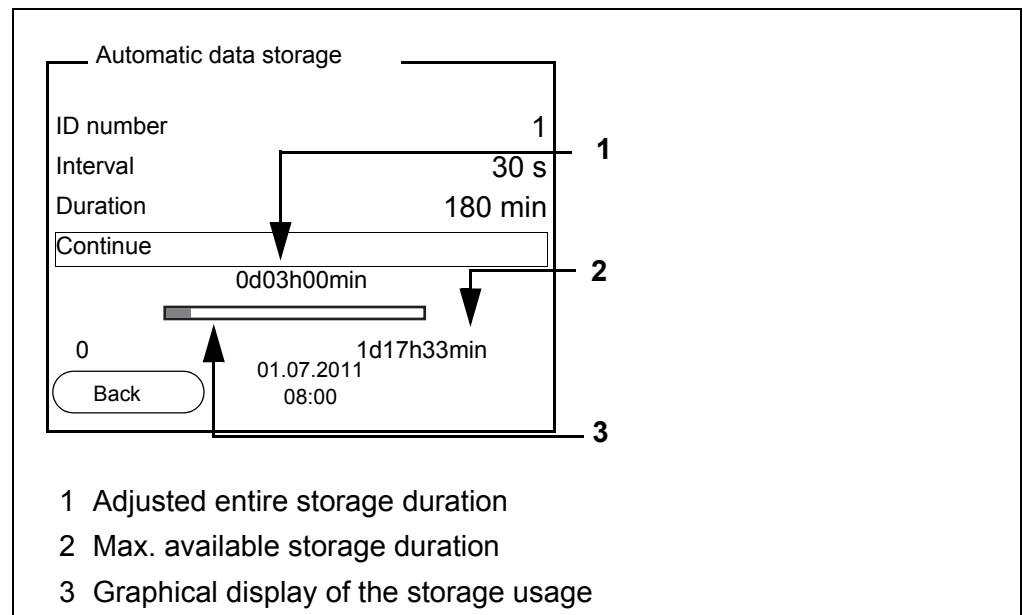 Automatic data storage
ID number 1
Interval 30 s
1
Duration 180 min
Continue
0d03h00min
2
0 1d17h33min
01.07.2011
Back 08:00
3
1 Adjusted entire storage duration
2 Max. available storage duration
3 Graphical display of the storage usage